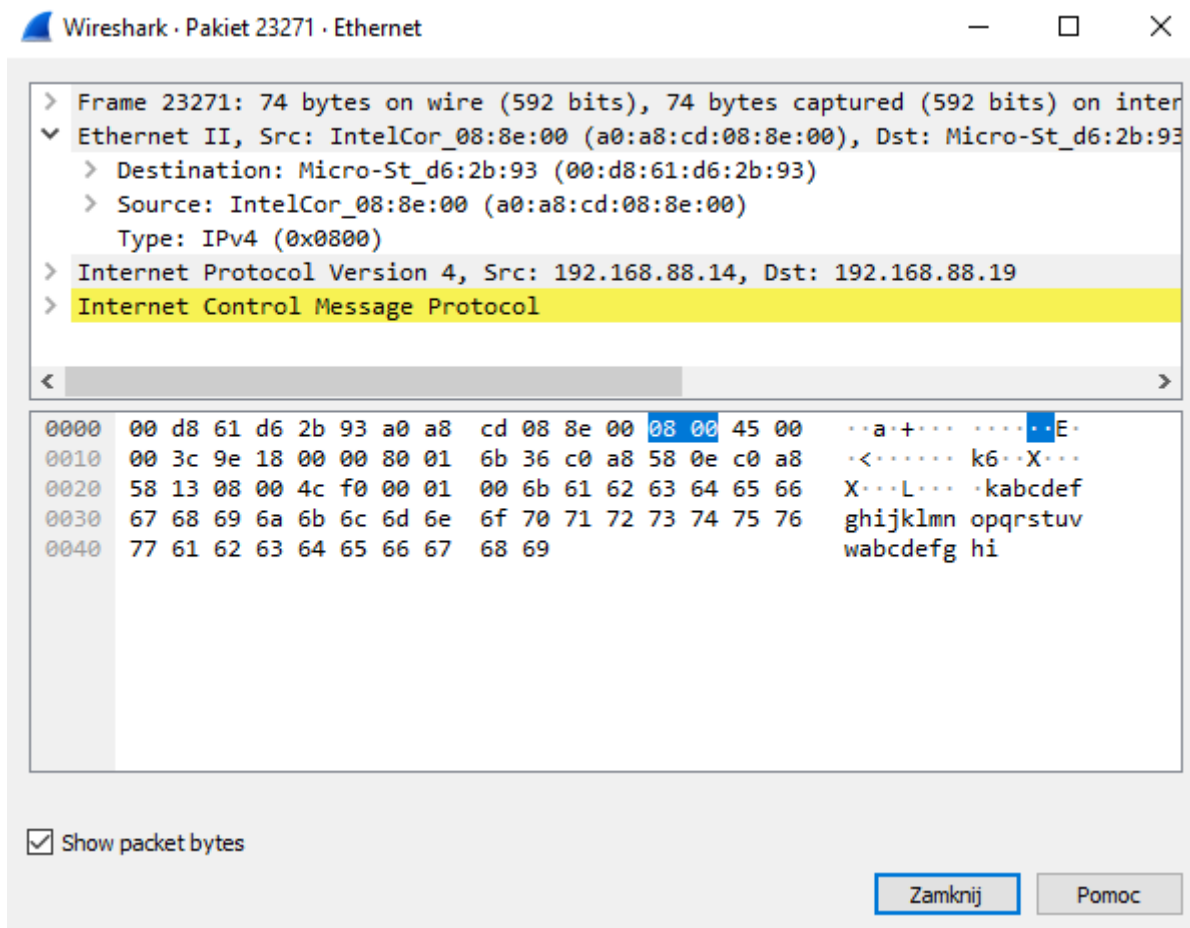 Wireshark · Pakiet 23271 · Ethernet
> Frame 23271: 74 bytes on wire (592 bits), 74 bytes captured (592 bits) on inter
Ethernet II, Src: IntelCor_08:8e:00 (a0:a8:cd:08:8e:00), Dst: Micro-St_d6:2b:93
> Destination: Micro-St_d6:2b:93 (00:d8:61:d6:2b:93)
> Source: IntelCor_08:8e:00 (a0:a8:cd:08:8e:00)
Type: IPv4 (0x0800)
> Internet Protocol Version 4, Src: 192.168.88.14, Dst: 192.168.88.19
> Internet Control Message Protocol
0000 00 d8 61 d6 2b 93 a0 a8 cd 08 8e 00 08 00 45 00 ··a·+··· ······E·
0010 00 3c 9e 18 00 00 80 01 6b 36 c0 a8 58 0e c0 a8 ·<······ k6··X···
0020 58 13 08 00 4c f0 00 01 00 6b 61 62 63 64 65 66 X···L··· ·kabcdef
0030 67 68 69 6a 6b 6c 6d 6e 6f 70 71 72 73 74 75 76 ghijklmn opqrstuv
0040 77 61 62 63 64 65 66 67 68 69 wabcdefg hi
Show packet bytes
Zamknij Pomoc